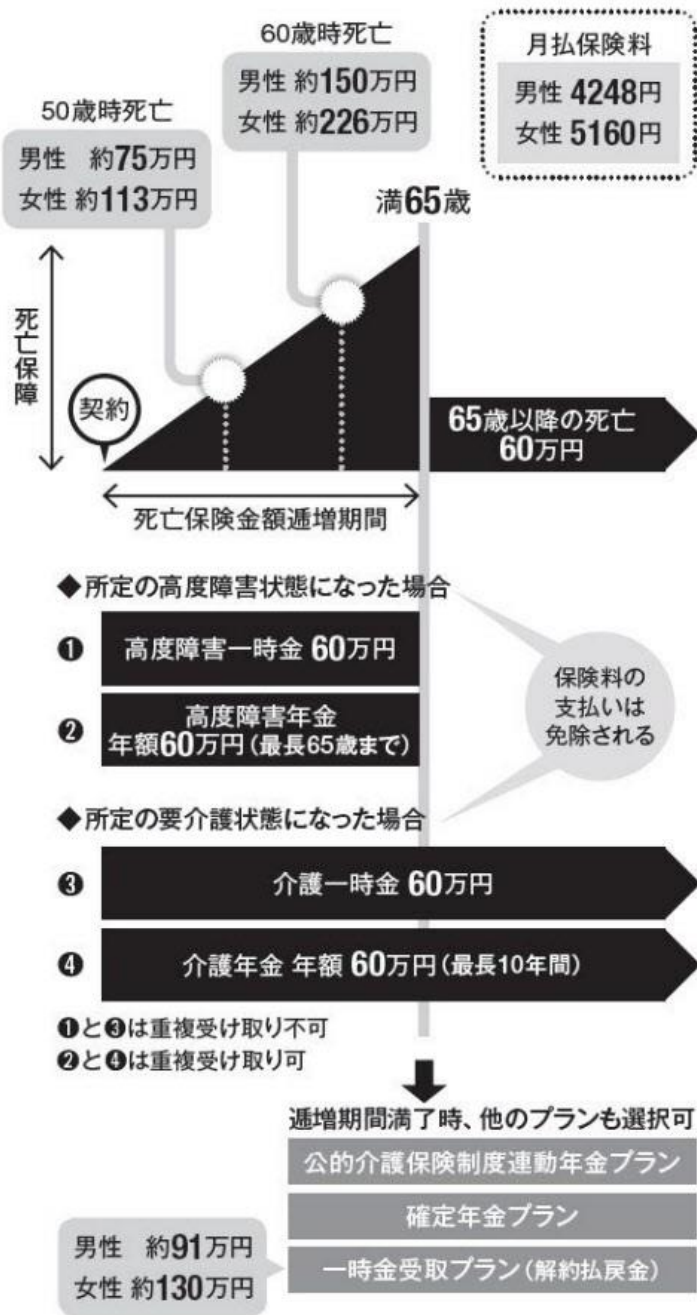 60歳時死亡
男性 約150万円
女性 約226万円
月払保険料
男性 4248円
女性 5160円
50歳時死亡
男性 約75万円
女性 約113万円
満65歳
死亡保障
契約
65歳以降の死亡
60万円
死亡保険金額逓増期間
◆所定の高度障害状態になった場合
❶ 高度障害一時金 60万円
❷ 高度障害年金
年額60万円(最長65歳まで)
保険料の
支払いは
免除される
◆所定の要介護状態になった場合
❸ 介護一時金 60万円
❹ 介護年金 年額 60万円(最長10年間)
❶と❸は重複受け取り不可
❷と❹は重複受け取り可
逓増期間満了時、他のプランも選択可
公的介護保険制度連動年金プラン
確定年金プラン
一時金受取プラン(解約払戻金)
男性 約91万円
女性 約130万円